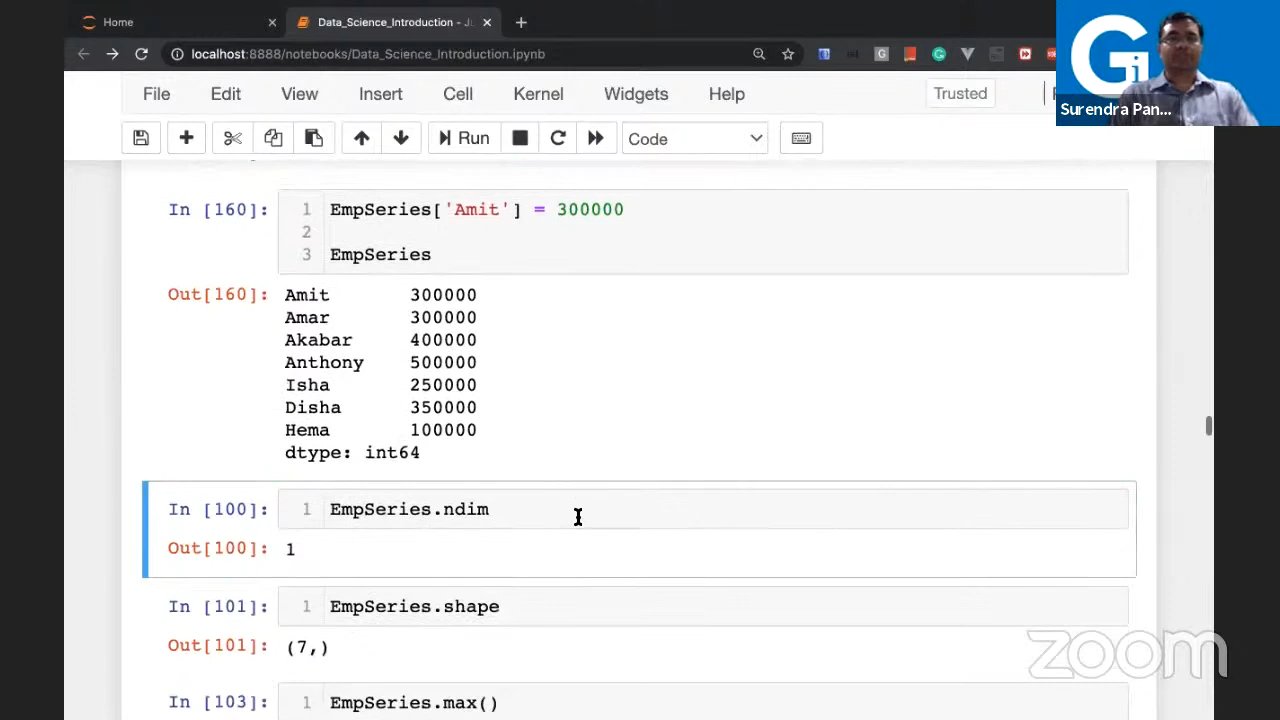 Home
Data_Science_Introduction - J
localhost:8888/notebooks/Data_Science_Introduction.ipynb
Gi
Surendra Pan...
File Edit View Insert Cell Kernel Widgets Help Trusted
Run Code
In [160]: 1 EmpSeries['Amit'] = 300000
2
3 EmpSeries
Out[160]: Amit 300000
Amar 300000
Akabar 400000
Anthony 500000
Isha 250000
Disha 350000
Hema 100000
dtype: int64
In [100]: 1 EmpSeries.ndim
Out[100]: 1
In [101]: 1 EmpSeries.shape
Out[101]: (7,)
zoom
In [103]: 1 EmpSeries.max()